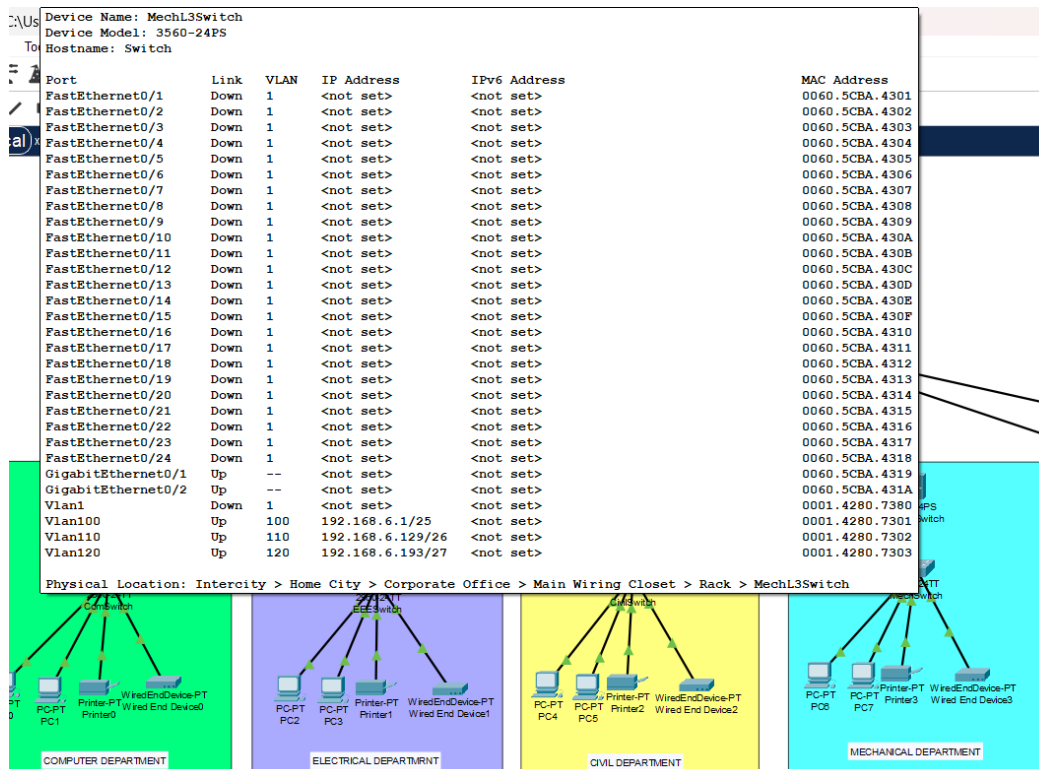 C:\Us
Device Name: MechL3Switch
Device Model: 3560-24PS
Hostname: Switch
Port Link VLAN IP Address IPv6 Address MAC Address
FastEthernet0/1 Down 1 <not set> <not set> 0060.5CBA.4301
FastEthernet0/2 Down 1 <not set> <not set> 0060.5CBA.4302
FastEthernet0/3 Down 1 <not set> <not set> 0060.5CBA.4303
FastEthernet0/4 Down 1 <not set> <not set> 0060.5CBA.4304
FastEthernet0/5 Down 1 <not set> <not set> 0060.5CBA.4305
FastEthernet0/6 Down 1 <not set> <not set> 0060.5CBA.4306
FastEthernet0/7 Down 1 <not set> <not set> 0060.5CBA.4307
FastEthernet0/8 Down 1 <not set> <not set> 0060.5CBA.4308
FastEthernet0/9 Down 1 <not set> <not set> 0060.5CBA.4309
FastEthernet0/10 Down 1 <not set> <not set> 0060.5CBA.430A
FastEthernet0/11 Down 1 <not set> <not set> 0060.5CBA.430B
FastEthernet0/12 Down 1 <not set> <not set> 0060.5CBA.430C
FastEthernet0/13 Down 1 <not set> <not set> 0060.5CBA.430D
FastEthernet0/14 Down 1 <not set> <not set> 0060.5CBA.430E
FastEthernet0/15 Down 1 <not set> <not set> 0060.5CBA.430F
FastEthernet0/16 Down 1 <not set> <not set> 0060.5CBA.4310
FastEthernet0/17 Down 1 <not set> <not set> 0060.5CBA.4311
FastEthernet0/18 Down 1 <not set> <not set> 0060.5CBA.4312
FastEthernet0/19 Down 1 <not set> <not set> 0060.5CBA.4313
FastEthernet0/20 Down 1 <not set> <not set> 0060.5CBA.4314
FastEthernet0/21 Down 1 <not set> <not set> 0060.5CBA.4315
FastEthernet0/22 Down 1 <not set> <not set> 0060.5CBA.4316
FastEthernet0/23 Down 1 <not set> <not set> 0060.5CBA.4317
FastEthernet0/24 Down 1 <not set> <not set> 0060.5CBA.4318
GigabitEthernet0/1 Up -- <not set> <not set> 0060.5CBA.4319
GigabitEthernet0/2 Up -- <not set> <not set> 0060.5CBA.431A
Vlan1 Down 1 <not set> <not set> 0001.4280.7380
Vlan100 Up 100 192.168.6.1/25 <not set> 0001.4280.7301
Vlan110 Up 110 192.168.6.129/26 <not set> 0001.4280.7302
Vlan120 Up 120 192.168.6.193/27 <not set> 0001.4280.7303
Physical Location: Intercity > Home City > Corporate Office > Main Wiring Closet > Rack > MechL3Switch
ComSwitch
EEESwitch
CivilSwitch
MechSwitch
PC-PT
PC1
Printer-PT
Printer0
WiredEndDevice-PT
Wired End Device0
COMPUTER DEPARTMENT
PC-PT
PC2
PC-PT
PC3
Printer-PT
Printer1
WiredEndDevice-PT
Wired End Device1
ELECTRICAL DEPARTMRNT
PC-PT
PC4
PC-PT
PC5
Printer-PT
Printer2
WiredEndDevice-PT
Wired End Device2
CIVIL DEPARTMENT
PC-PT
PC6
PC-PT
PC7
Printer-PT
Printer3
WiredEndDevice-PT
Wired End Device3
MECHANICAL DEPARTMENT